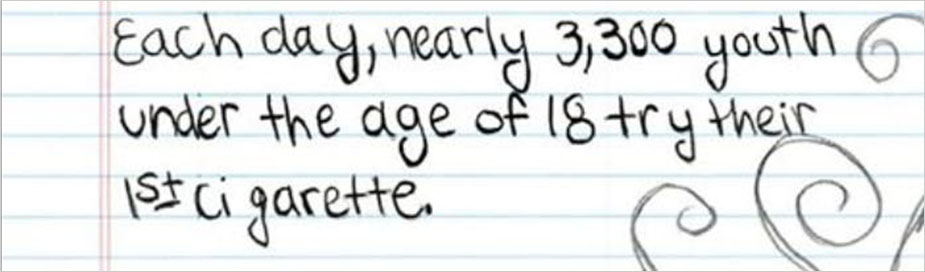 Each day, nearly 3,300 youth
under the age of 18 try their
1st cigarette.